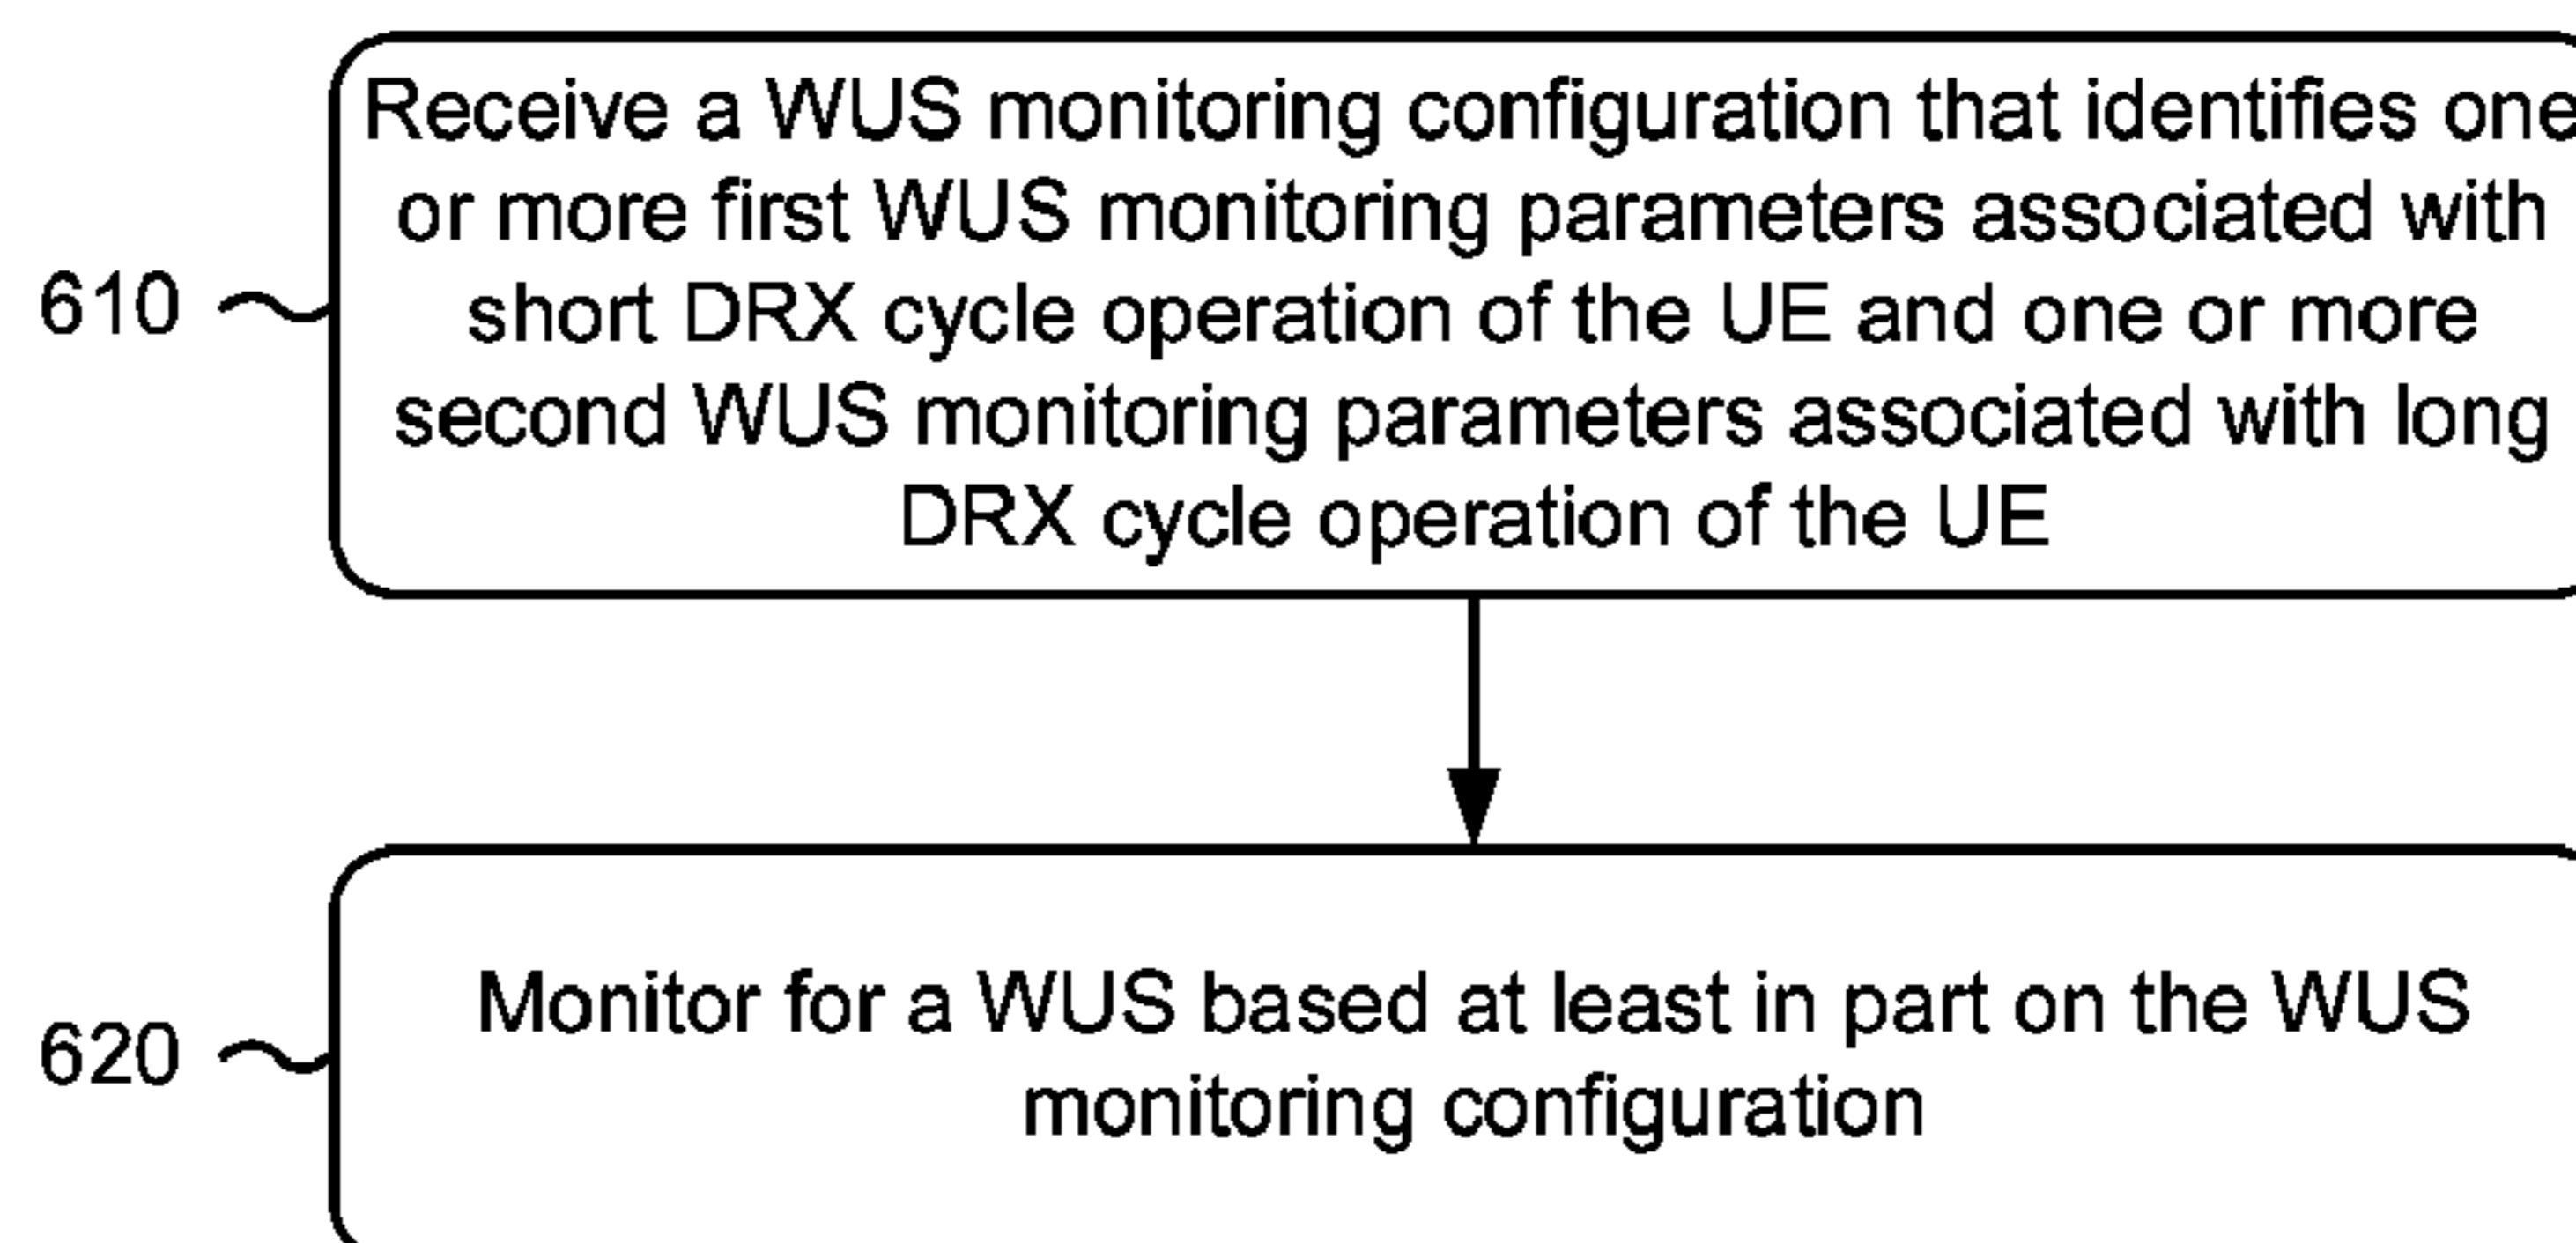 Receive a WUS monitoring configuration that identifies one
or more first WUS monitoring parameters associated with
610
short DRX cycle operation of the UE and one or more
second WUS monitoring parameters associated with long
DRX cycle operation of the UE
Monitor for a WUS based at least in part on the WUS
620
monitoring configuration